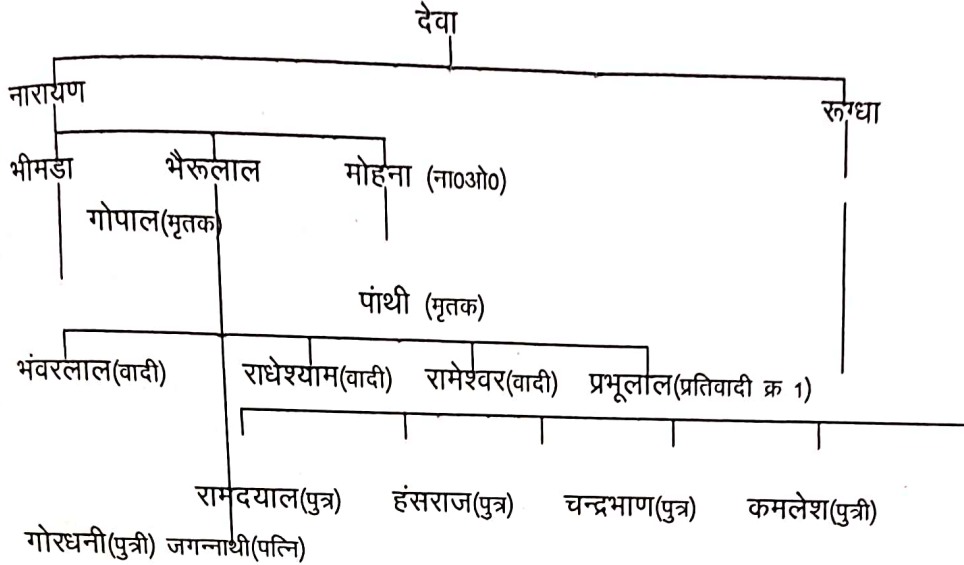 देवा
नारायण रूग्धा
भीमडा भैरूलाल मोहना (ना0ओ0)
गोपाल(मृतक)
पांथी (मृतक)
भंवरलाल(वादी) राधेश्याम(वादी) रामेश्वर(वादी) प्रभूलाल(प्रतिवादी क्र 1)
रामदयाल(पुत्र) हंसराज(पुत्र) चन्द्रभाण(पुत्र) कमलेश(पुत्री)
गोरधनी(पुत्री) जगन्नाथी(पत्नि)